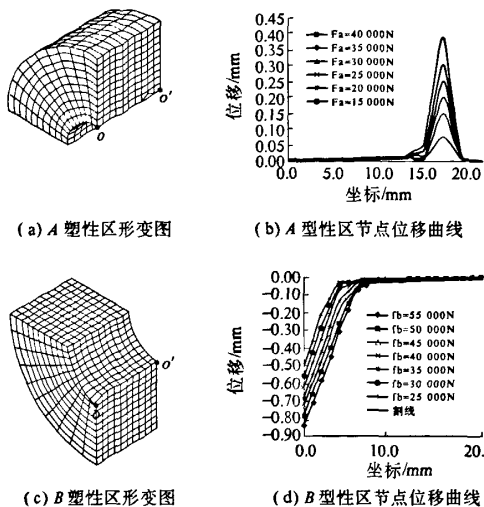 0.45
0.40
0.35
0.30
0.25
0.20
0.15
0.10
0.05
0.00
位移/mm
Fa=40 000N
Fa=35 000N
Fa=30 000N
Fa=25 000N
Fa=20 000N
Fa=15 000N
0.0 5.0 10.0 15.0 20.0
坐标/mm
O'
O
(a) A 塑性区形变图
(b) A 型性区节点位移曲线
0.00
-0.10
-0.20
-0.30
-0.40
-0.50
-0.60
-0.70
-0.80
-0.90
位移/mm
fb=55 000N
fb=50 000N
fb=45 000N
fb=40 000N
fb=35 000N
fb=30 000N
fb=25 000N
割线
0.0 10.0 20.0
坐标/mm
O'
(c) B 塑性区形变图
(d) B 型性区节点位移曲线